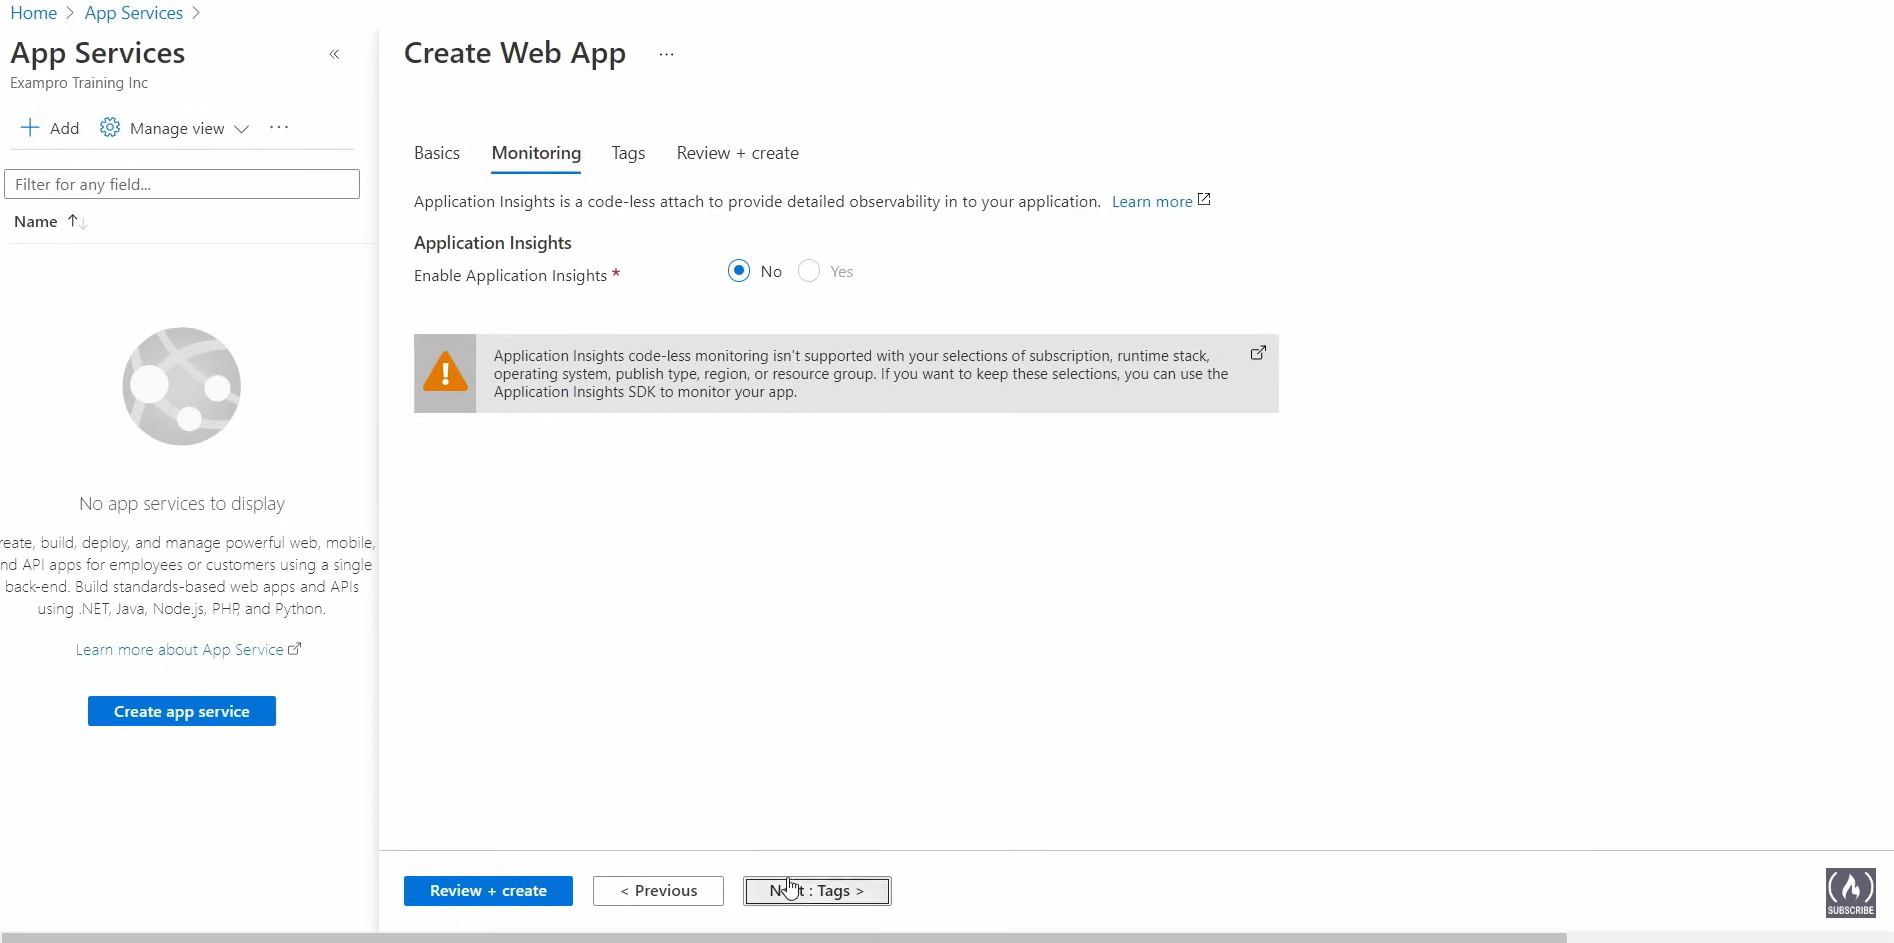 Home > App Services >
App Services
Exampro Training Inc
Add Manage view ...
Filter for any field...
Name
No app services to display
reate, build, deploy, and manage powerful web, mobile,
nd API apps for employees or customers using a single
back-end. Build standards-based web apps and APIs
using .NET, Java, Node.js, PHP, and Python.
Learn more about App Service
Create app service
Create Web App ...
Basics Monitoring Tags Review + create
Application Insights is a code-less attach to provide detailed observability in to your application. Learn more
Application Insights
Enable Application Insights * No Yes
Application Insights code-less monitoring isn't supported with your selections of subscription, runtime stack,
operating system, publish type, region, or resource group. If you want to keep these selections, you can use the
Application Insights SDK to monitor your app.
Review + create < Previous Next : Tags >
SUBSCRIBE